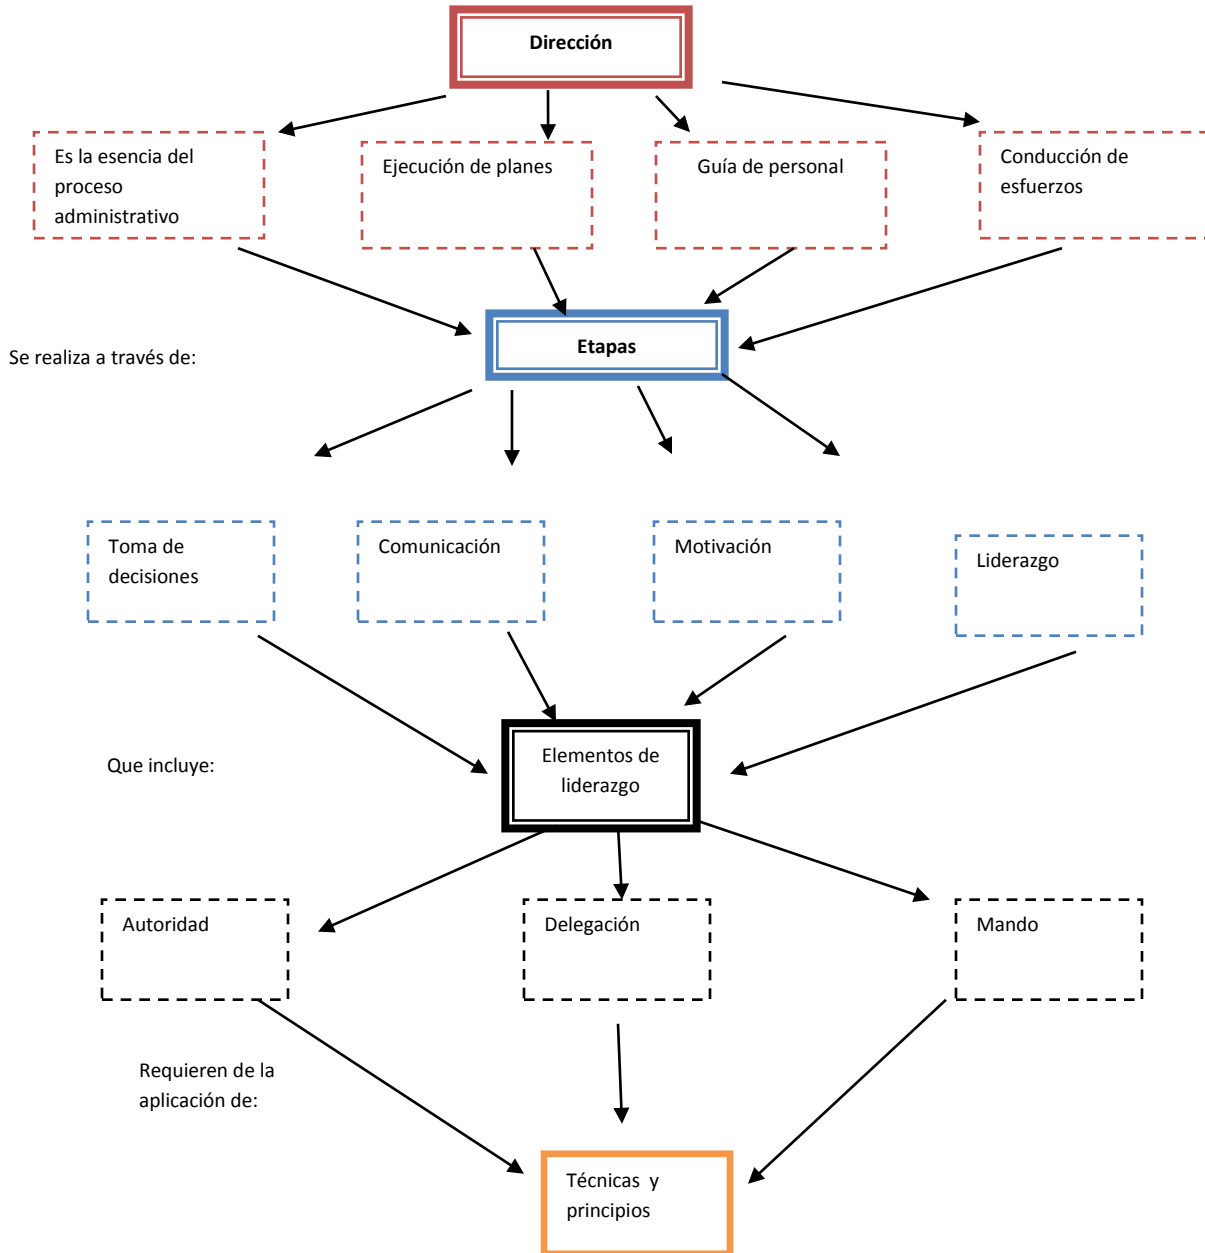 Dirección
Es la esencia del
proceso
administrativo
Ejecución de planes
Guía de personal
Conducción de
esfuerzos
Etapas
Se realiza a través de:
Toma de
decisiones
Comunicación
Motivación
Liderazgo
Elementos de
liderazgo
Que incluye:
Autoridad
Delegación
Mando
Requieren de la
aplicación de:
Técnicas y
principios